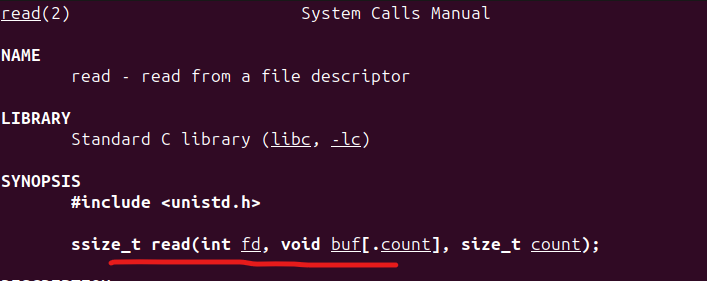 read(2) System Calls Manual
NAME
read - read from a file descriptor
LIBRARY
Standard C library (libc, -lc)
SYNOPSIS
#include <unistd.h>
ssize_t read(int fd, void buf[.count], size_t count);